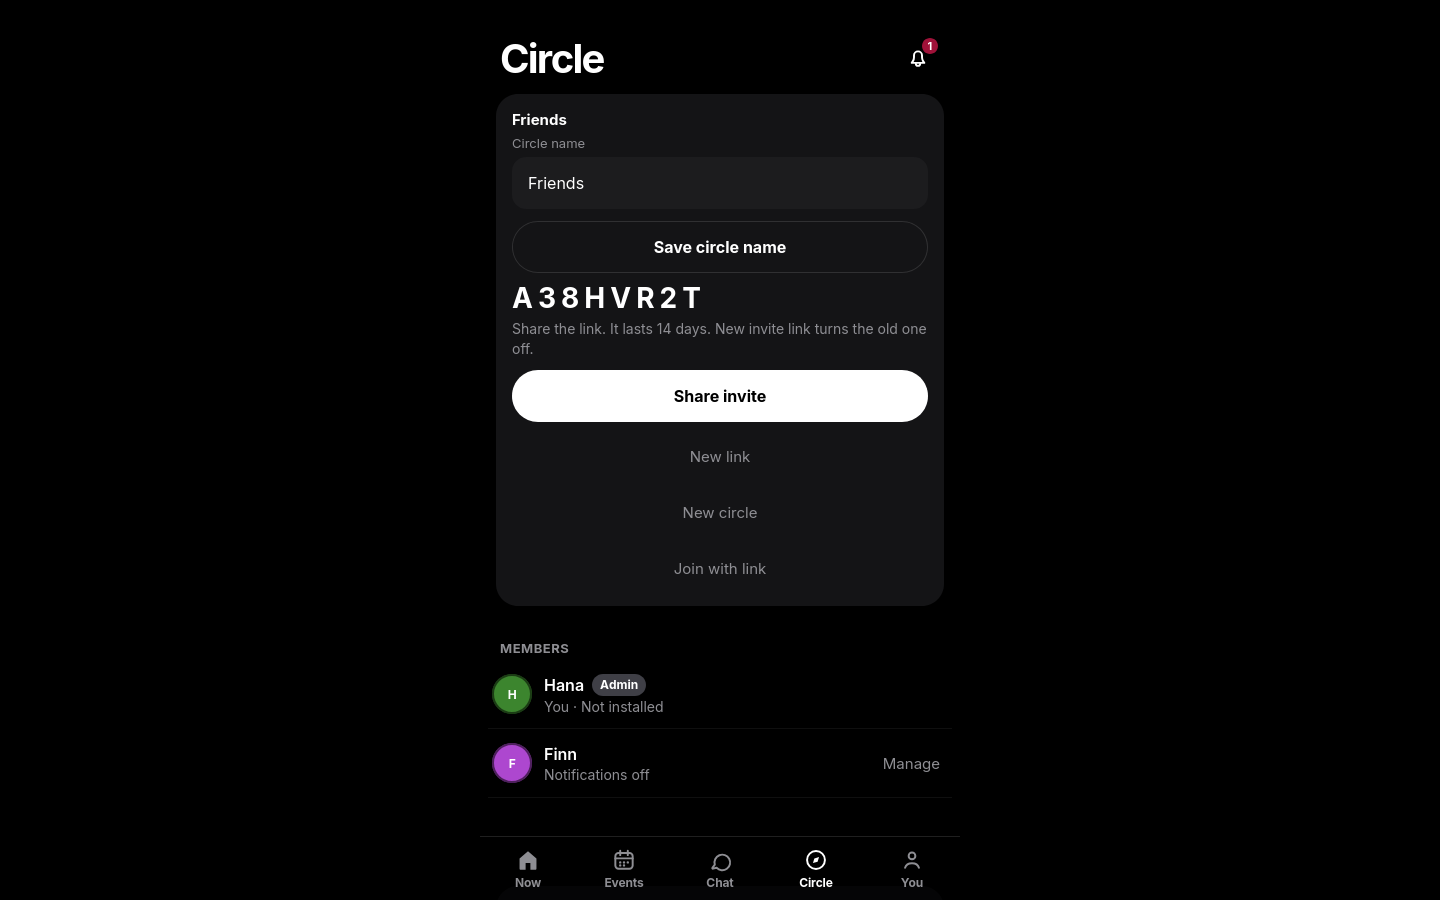 Circle
1
Friends
Circle name
Friends
Save circle name
A38HVR2T
Share the link. It lasts 14 days. New invite link turns the old one
off.
Share invite
New link
New circle
Join with link
MEMBERS
H
Hana Admin
You · Not installed
F
Finn
Notifications off
Manage
Now Events Chat Circle You